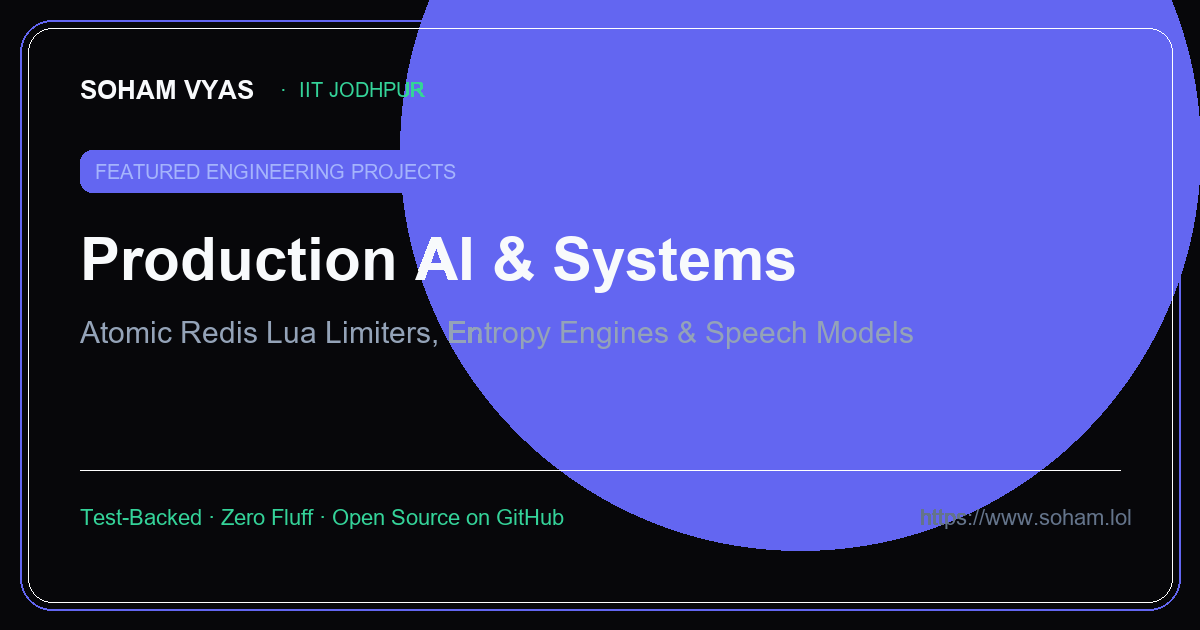 SOHAM VYAS · IIT JODHPUR
FEATURED ENGINEERING PROJECTS
Production AI & Systems
Atomic Redis Lua Limiters, Entropy Engines & Speech Models
Test-Backed · Zero Fluff · Open Source on GitHub
https://www.soham.lol